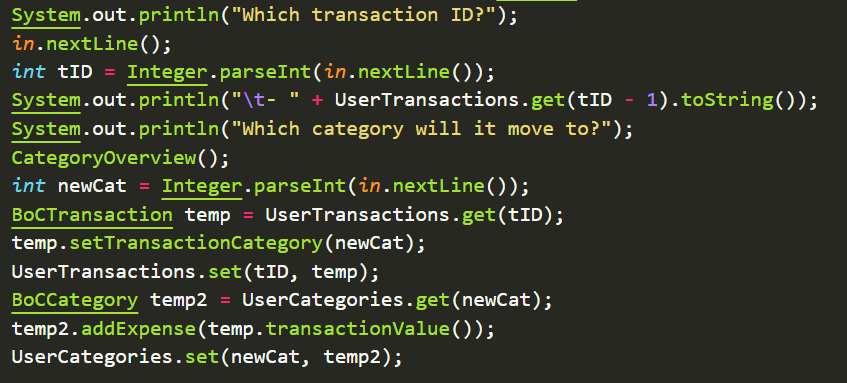 System.out.println("Which transaction ID?");
in.nextLine();
int tID = Integer.parseInt(in.nextLine());
System.out.println("\t- " + UserTransactions.get(tID - 1).toString());
System.out.println("Which category will it move to?");
CategoryOverview();
int newCat = Integer.parseInt(in.nextLine());
BoCTransaction temp = UserTransactions.get(tID);
temp.setTransactionCategory(newCat);
UserTransactions.set(tID, temp);
BoCCategory temp2 = UserCategories.get(newCat);
temp2.addExpense(temp.transactionValue());
UserCategories.set(newCat, temp2);